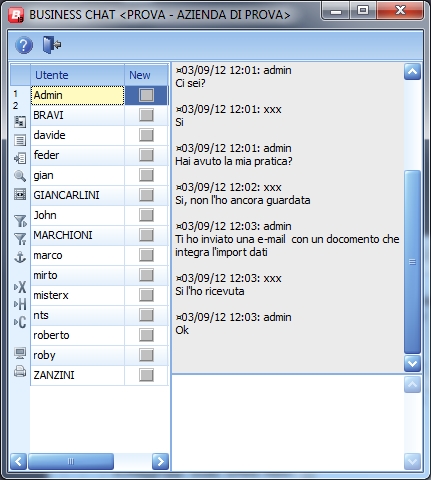 BUSINESS CHAT <PROVA - AZIENDA DI PROVA>
Utente New
Admin
BRAVI
davide
feder
gian
GIANCARLINI
John
MARCHIONI
marco
mirto
misterx
nts
roberto
roby
ZANZINI
1
2
X
H
C
¤03/09/12 12:01: admin
Ci sei?
¤03/09/12 12:01: xxx
Si
¤03/09/12 12:01: admin
Hai avuto la mia pratica?
¤03/09/12 12:02: xxx
Si, non l'ho ancora guardata
¤03/09/12 12:03: admin
Ti ho inviato una e-mail  con un docomento che
integra l'import dati
¤03/09/12 12:03: xxx
Si l'ho ricevuta
¤03/09/12 12:03: admin
Ok